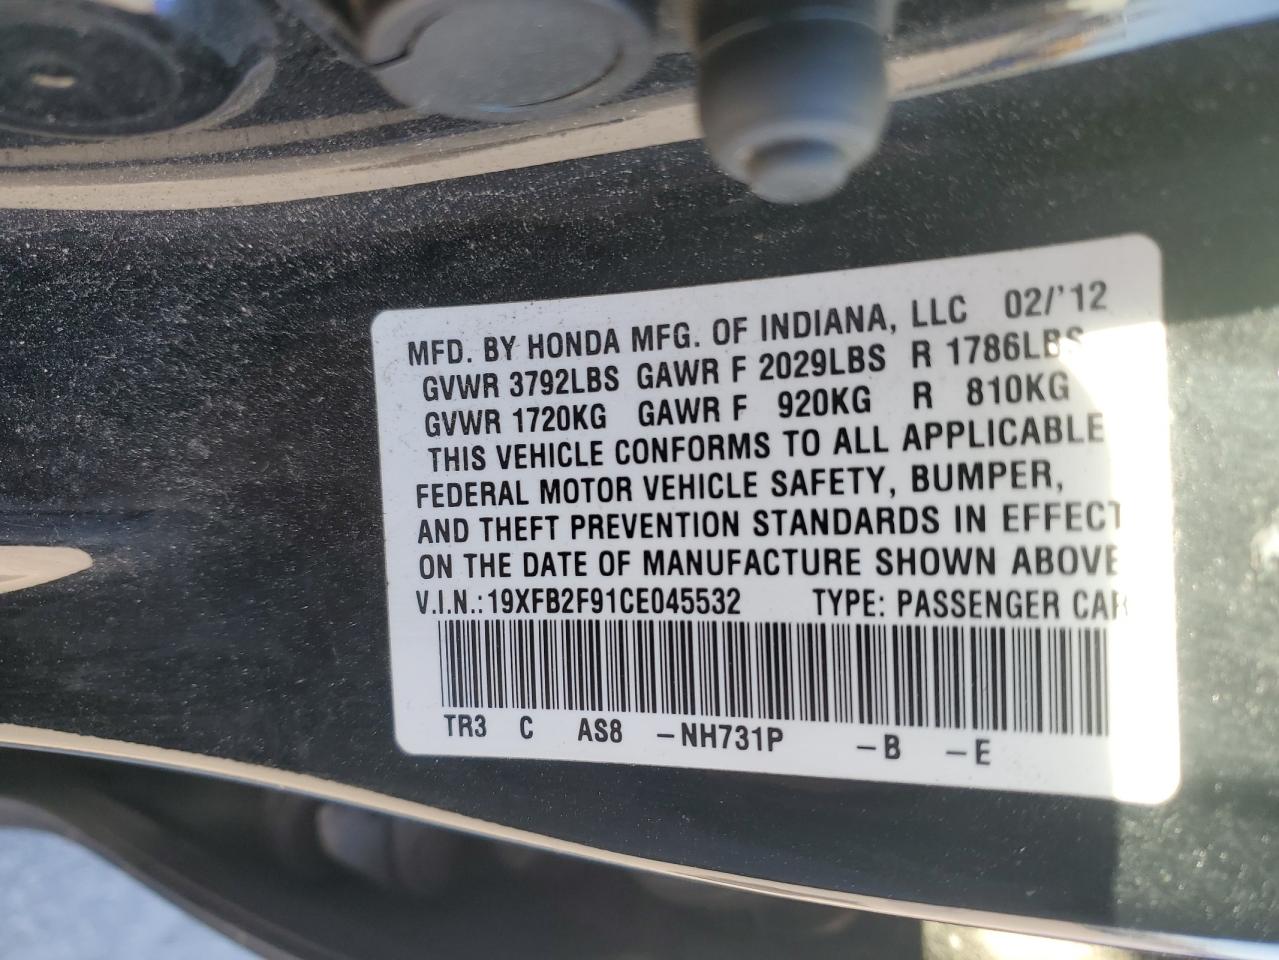 MFD. BY HONDA MFG. OF INDIANA, LLC 02/'12
GVWR 3792LBS GAWR F 2029LBS R 1786LBS
GVWR 1720KG GAWR F 920KG R 810KG
THIS VEHICLE CONFORMS TO ALL APPLICABLE
FEDERAL MOTOR VEHICLE SAFETY, BUMPER,
AND THEFT PREVENTION STANDARDS IN EFFECT
ON THE DATE OF MANUFACTURE SHOWN ABOVE
V.I.N.:19XFB2F91CE045532 TYPE: PASSENGER CAR
TR3 C AS8 -NH731P -B -E